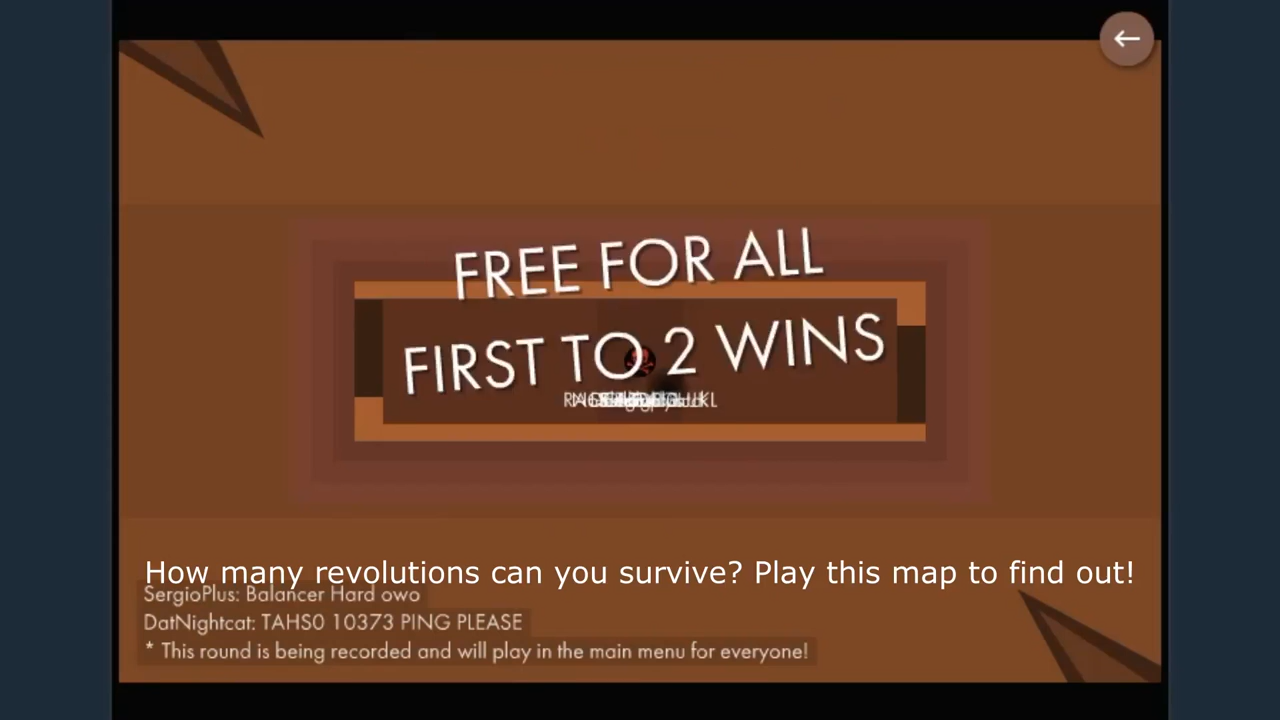 FREE FOR ALL
FIRST TO 2 WINS
How many revolutions can you survive? Play this map to find out!
SergioPlus: Balancer Hard owo
DatNightcat: TAHS0 10373 PING PLEASE
* This round is being recorded and will play in the main menu for everyone!